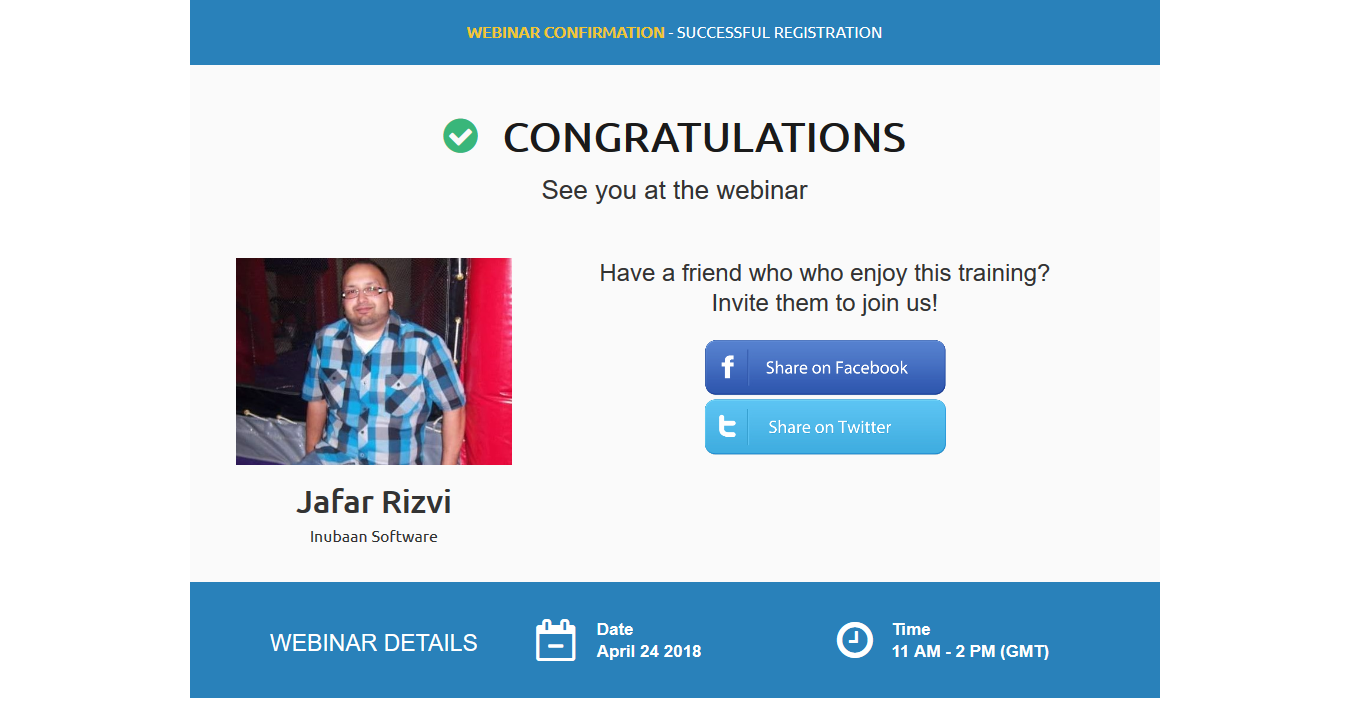 WEBINAR CONFIRMATION - SUCCESSFUL REGISTRATION
CONGRATULATIONS
See you at the webinar
Have a friend who who enjoy this training?
Invite them to join us!
f Share on Facebook
t Share on Twitter
Jafar Rizvi
Inubaan Software
WEBINAR DETAILS
Date
April 24 2018
Time
11 AM - 2 PM (GMT)